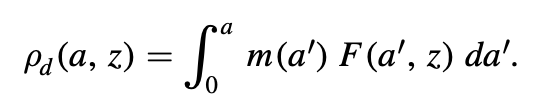 ρ_d(a, z) = ∫_0^a m(a′) F(a′, z) da′.